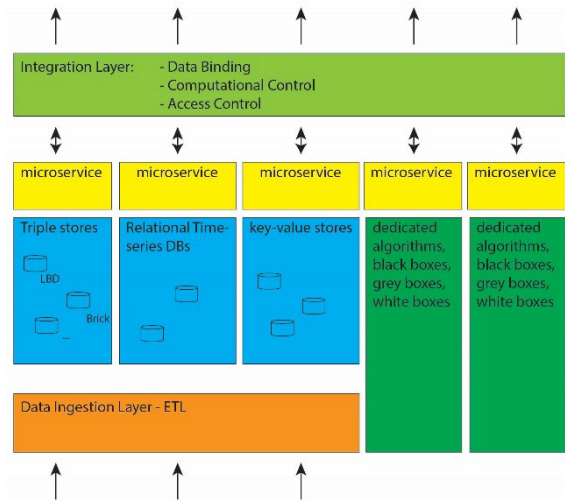 Integration Layer: - Data Binding
- Computational Control
- Access Control
microservice
microservice
microservice
microservice
microservice
Triple stores
LBD
Brick
...
Relational Time-
series DBs
key-value stores
dedicated
algorithms,
black boxes,
grey boxes,
white boxes
dedicated
algorithms,
black boxes,
grey boxes,
white boxes
Data Ingestion Layer - ETL